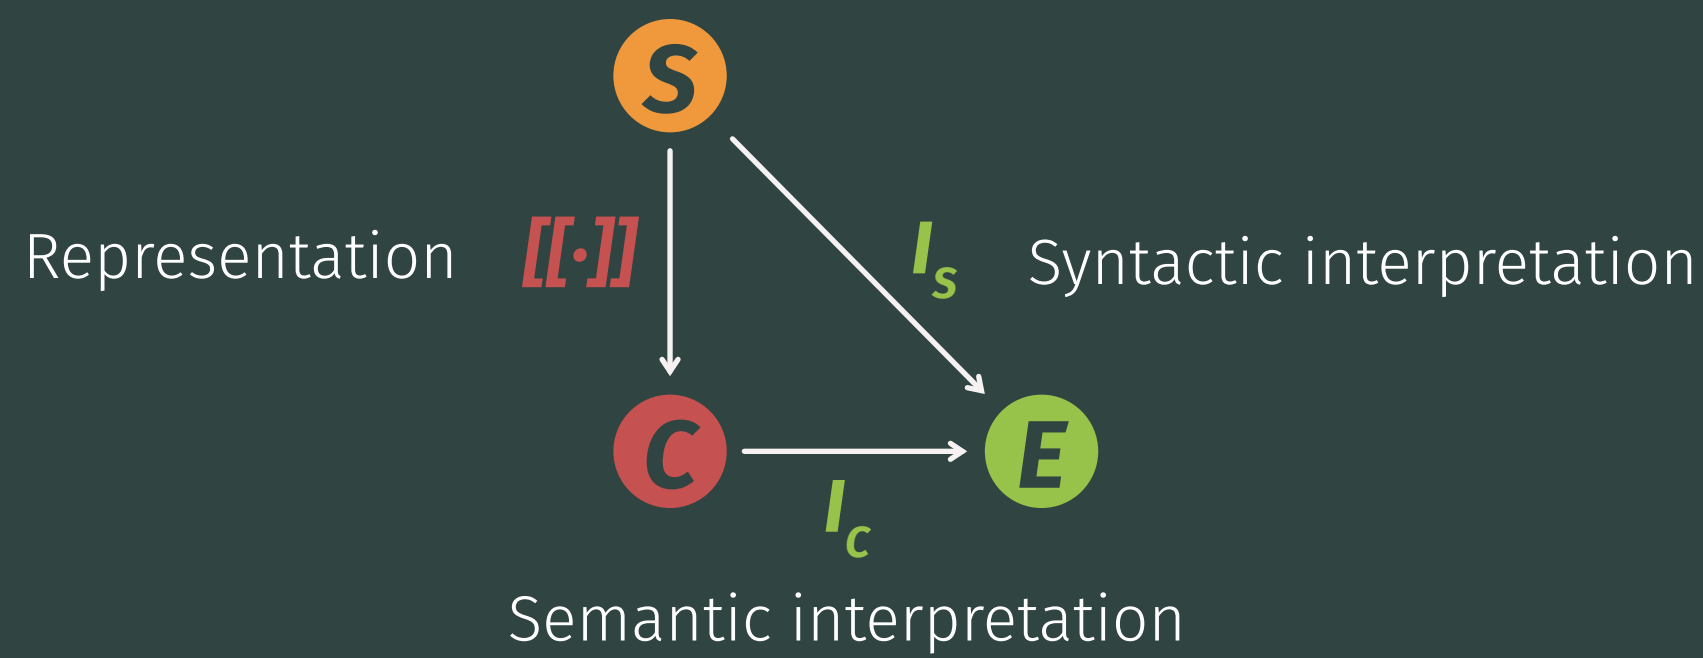 S
Representation
[[·]]
I_s
Syntactic interpretation
C
E
I_c
Semantic interpretation